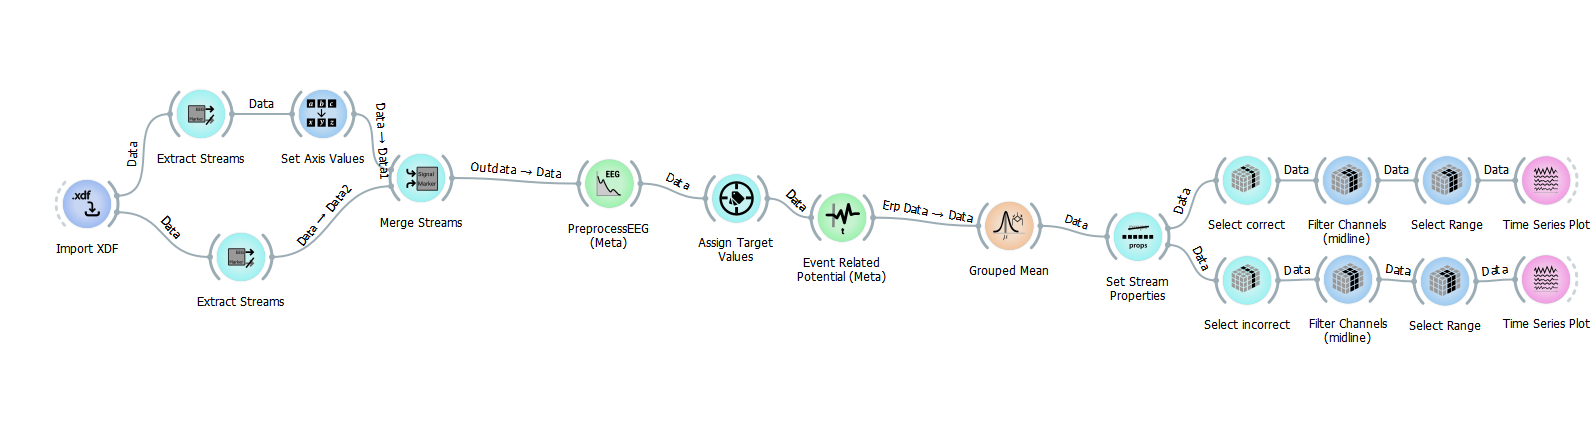 Data
Extract Streams
Data
a b c
x y z
Set Axis Values
Data → Data1
.xdf
Import XDF
Data
Extract Streams
Data → Data2
Signal
Marker
Merge Streams
Outdata → Data
EEG
PreprocessEEG
(Meta)
Data
Assign Target
Values
Data
t
Event Related
Potential (Meta)
Erp Data → Data
μ
Grouped Mean
Data
props
Set Stream
Properties
Data
Select correct
Data
Filter Channels
(midline)
Data
Select Range
Data
Time Series Plot
Data
Select incorrect
Data
Filter Channels
(midline)
Data
Select Range
Data
Time Series Plot